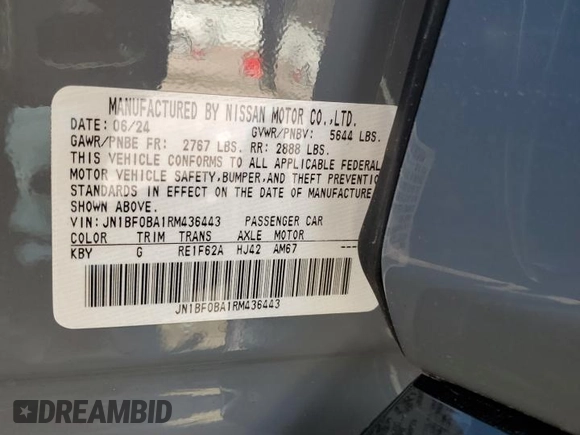 MANUFACTURED BY NISSAN MOTOR CO.,LTD.
DATE: 06/24 GVWR/PNBV: 5644 LBS.
GAWR/PNBE FR: 2767 LBS. RR: 2888 LBS.
THIS VEHICLE CONFORMS TO ALL APPLICABLE FEDERAL
MOTOR VEHICLE SAFETY,BUMPER,AND THEFT PREVENTIO
STANDARDS IN EFFECT ON THE DATE OF MANUFACTURE
SHOWN ABOVE.
VIN: JN1BF0BA1RM436443 PASSENGER CAR
COLOR TRIM TRANS AXLE MOTOR
KBY G RE1F62A HJ42 AM67 ---
JN1BF0BA1RM436443
DREAMBID